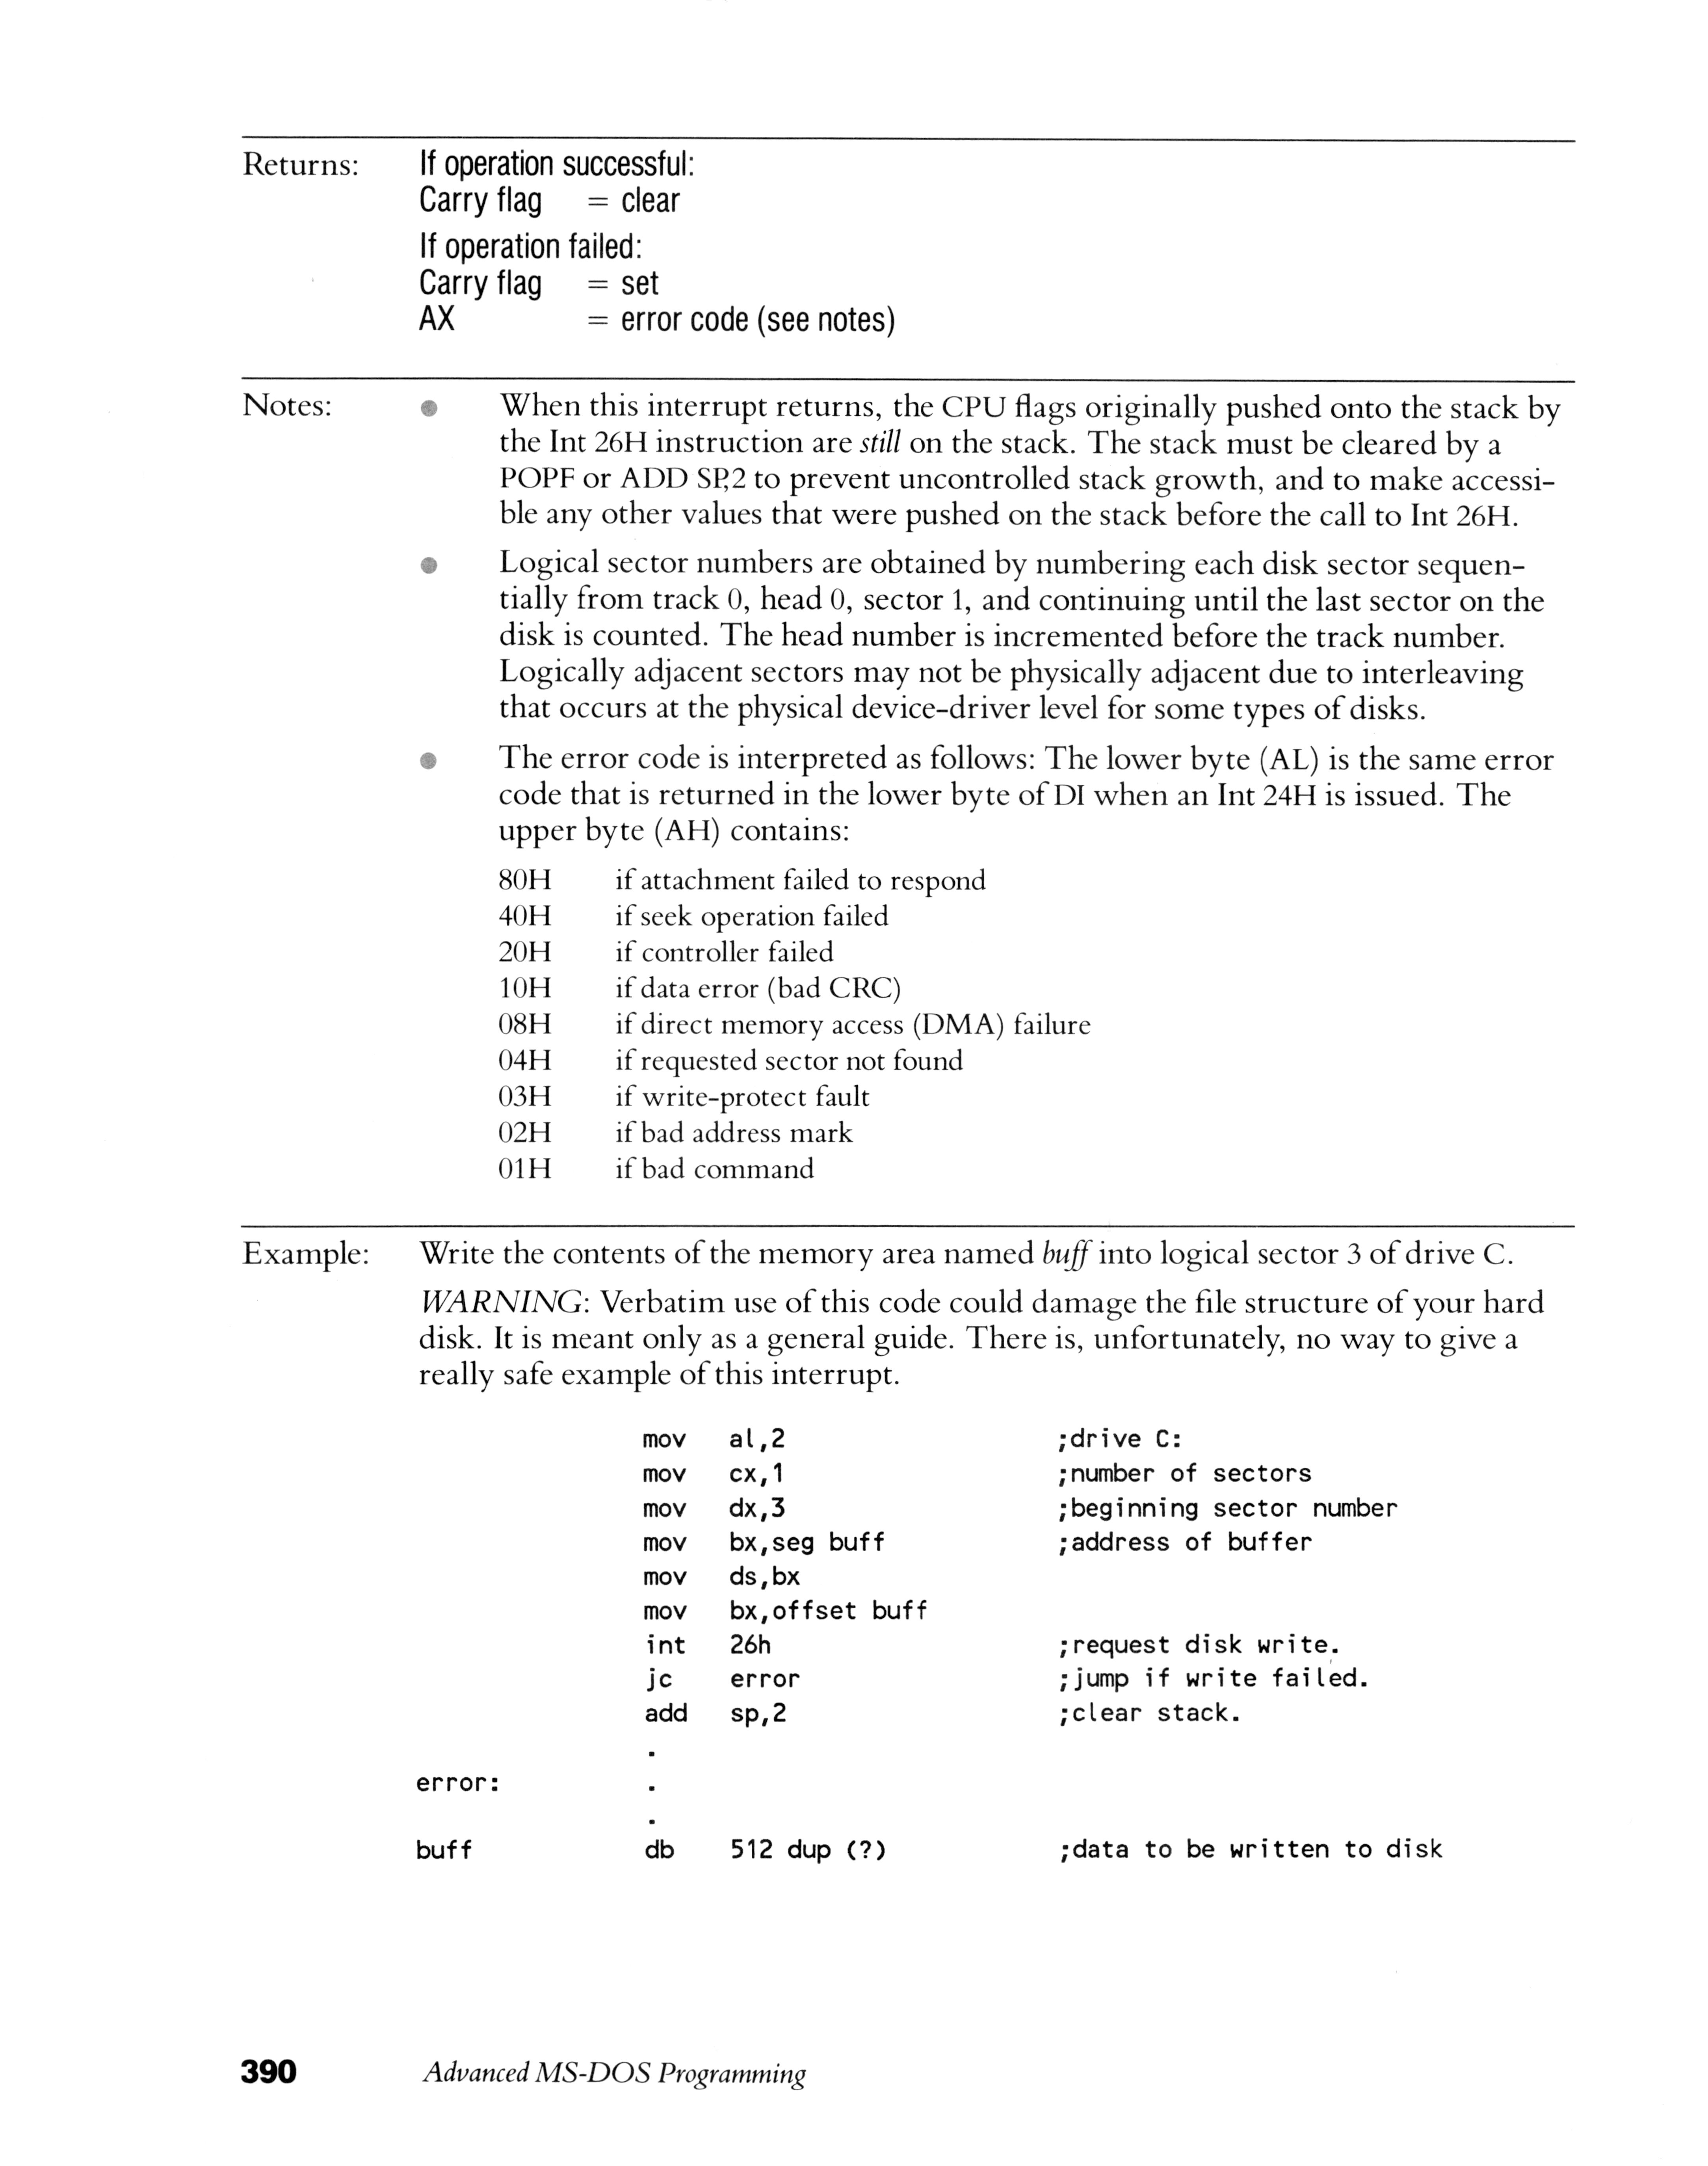 Returns: If operation successful:
Carry flag = clear
If operation failed:
Carry flag = set
AX = error code (see notes)
Notes: ● When this interrupt returns, the CPU flags originally pushed onto the stack by
the Int 26H instruction are still on the stack. The stack must be cleared by a
POPF or ADD SP,2 to prevent uncontrolled stack growth, and to make accessi-
ble any other values that were pushed on the stack before the call to Int 26H.
● Logical sector numbers are obtained by numbering each disk sector sequen-
tially from track 0, head 0, sector 1, and continuing until the last sector on the
disk is counted. The head number is incremented before the track number.
Logically adjacent sectors may not be physically adjacent due to interleaving
that occurs at the physical device-driver level for some types of disks.
● The error code is interpreted as follows: The lower byte (AL) is the same error
code that is returned in the lower byte of DI when an Int 24H is issued. The
upper byte (AH) contains:
80H if attachment failed to respond
40H if seek operation failed
20H if controller failed
10H if data error (bad CRC)
08H if direct memory access (DMA) failure
04H if requested sector not found
03H if write-protect fault
02H if bad address mark
01H if bad command
Example: Write the contents of the memory area named buff into logical sector 3 of drive C.
WARNING: Verbatim use of this code could damage the file structure of your hard
disk. It is meant only as a general guide. There is, unfortunately, no way to give a
really safe example of this interrupt.
mov al,2 ;drive C:
mov cx,1 ;number of sectors
mov dx,3 ;beginning sector number
mov bx,seg buff ;address of buffer
mov ds,bx
mov bx,offset buff
int 26h ;request disk write.
jc error ;jump if write failed.
add sp,2 ;clear stack.
.
error: .
.
buff db 512 dup (?) ;data to be written to disk
390 Advanced MS-DOS Programming